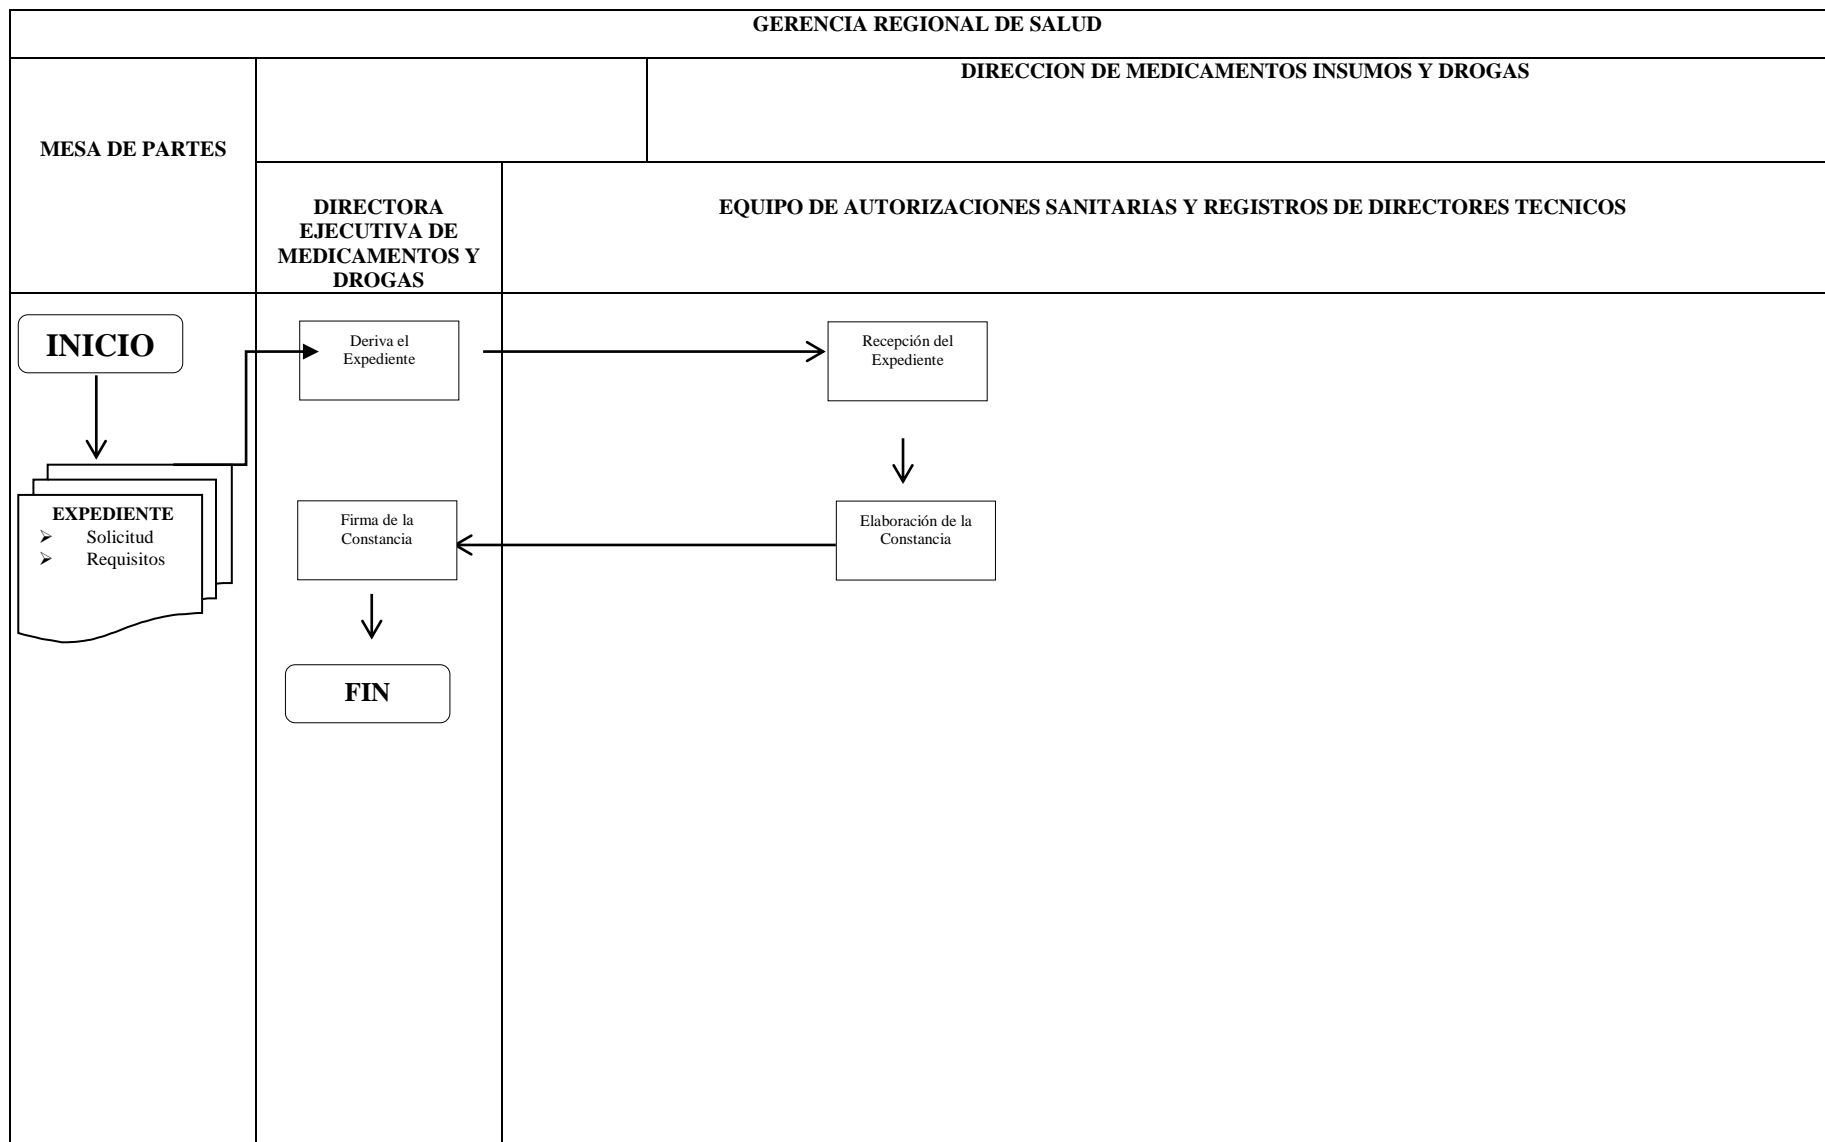 GERENCIA REGIONAL DE SALUD
DIRECCION DE MEDICAMENTOS INSUMOS Y DROGAS
MESA DE PARTES
DIRECTORA
EJECUTIVA DE
MEDICAMENTOS Y
DROGAS
EQUIPO DE AUTORIZACIONES SANITARIAS Y REGISTROS DE DIRECTORES TECNICOS
INICIO
Deriva el
Expediente
Recepción del
Expediente
EXPEDIENTE
➢ Solicitud
➢ Requisitos
Firma de la
Constancia
Elaboración de la
Constancia
FIN